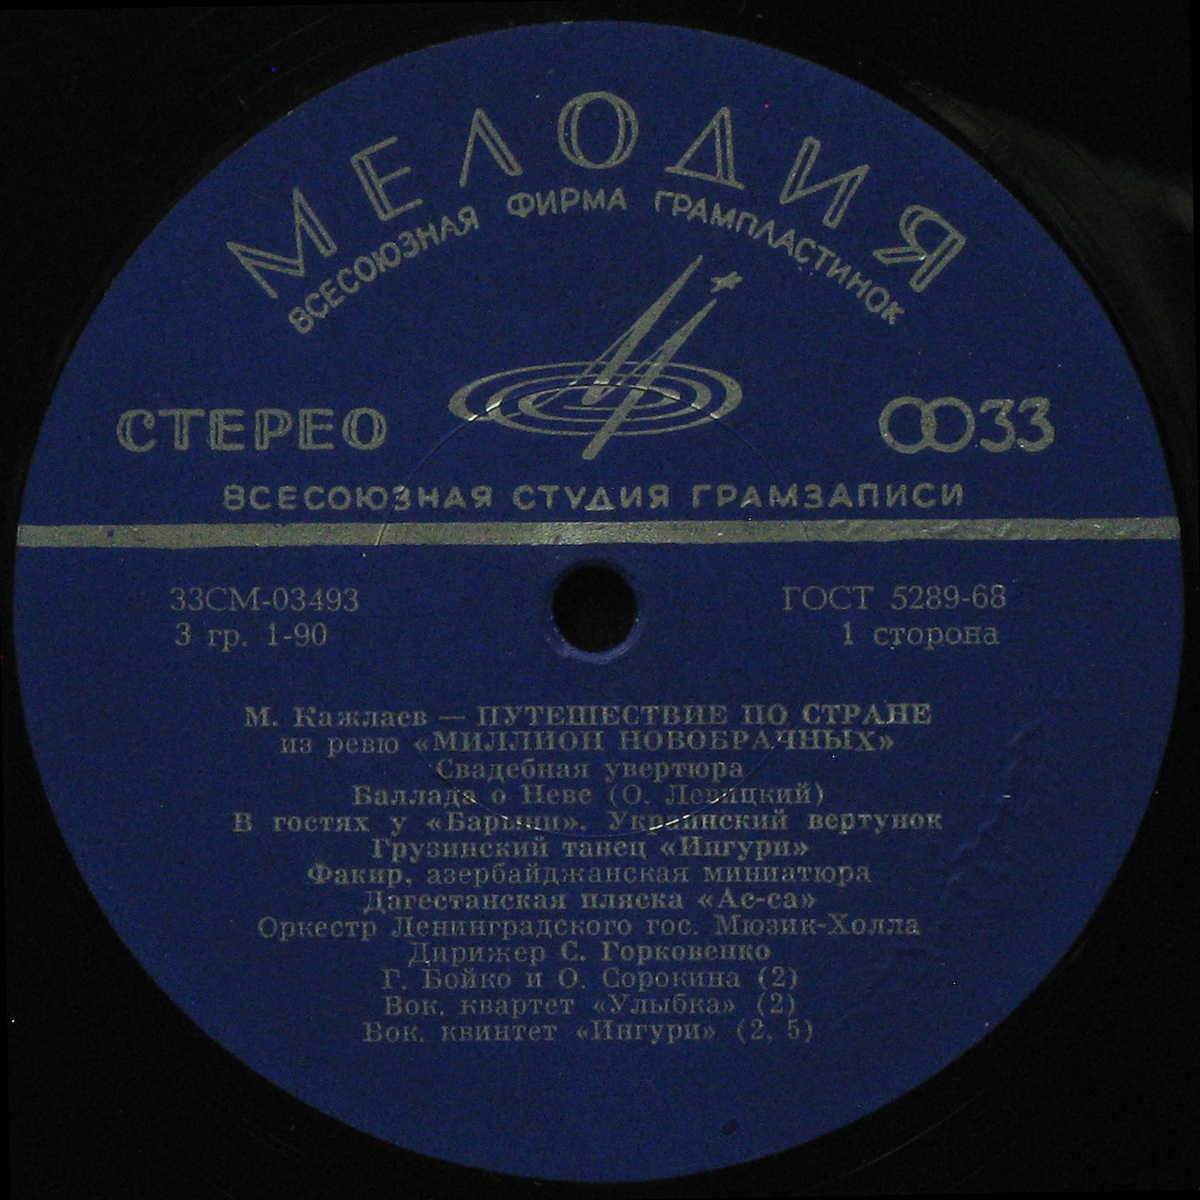 МЕЛОДИЯ
ВСЕСОЮЗНАЯ ФИРМА ГРАМПЛАСТИНОК
СТЕРЕО
33
ВСЕСОЮЗНАЯ СТУДИЯ ГРАМЗАПИСИ
33СМ-03493
ГОСТ 5289-68
3 гр. 1-90
1 сторона
М. Кажлаев — ПУТЕШЕСТВИЕ ПО СТРАНЕ
из ревю «МИЛЛИОН НОВОБРАЧНЫХ»
Свадебная увертюра
Баллада о Неве (О. Левицкий)
В гостях у «Барыни». Украинский вертунок
Грузинский танец «Ингури»
Факир, азербайджанская миниатюра
Дагестанская пляска «Ас-са»
Оркестр Ленинградского гос. Мюзик-Холла
Дирижер С. Горковенко
Г. Бойко и О. Сорокина (2)
Вок. квартет «Улыбка» (2)
Вок. квинтет «Ингури» (2, 5)